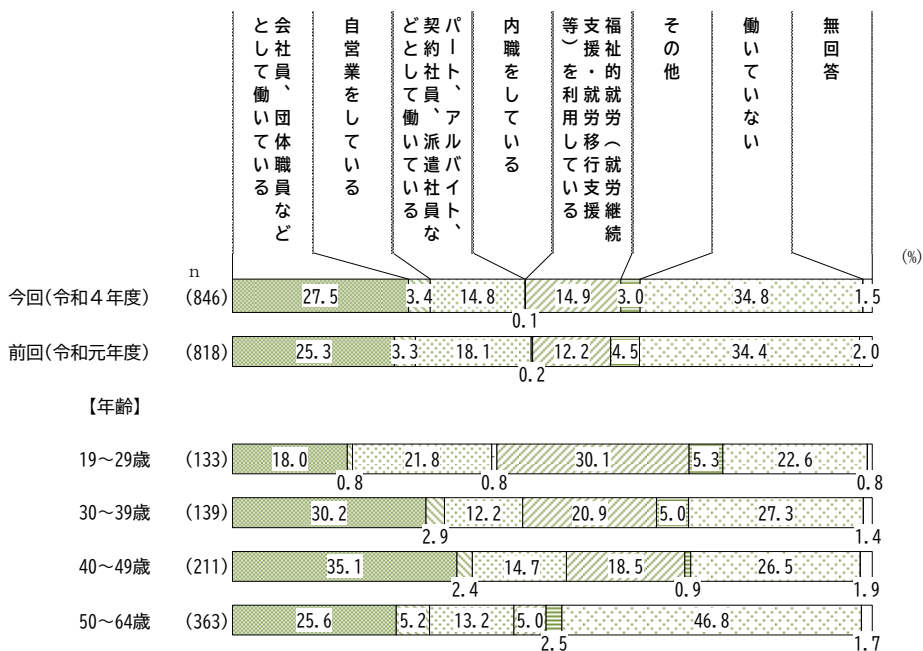 会社員、団体職員など
として働いている
自営業をしている
パート、アルバイト、
契約社員、派遣社員な
どとして働いている
内職をしている
福祉的就労（就労継続
支援・就労移行支援
等）を利用している
その他
働いていない
無回答
(%)
n
今回(令和４年度) (846) 27.5 3.4 14.8 14.9 3.0 34.8 1.5
0.1
前回(令和元年度) (818) 25.3 3.3 18.1 12.2 4.5 34.4 2.0
0.2
【年齢】
19～29歳 (133) 18.0 21.8 30.1 5.3 22.6
0.8 0.8 0.8
30～39歳 (139) 30.2 12.2 20.9 5.0 27.3
2.9 1.4
40～49歳 (211) 35.1 14.7 18.5 26.5
2.4 0.9 1.9
50～64歳 (363) 25.6 5.2 13.2 5.0 46.8
2.5 1.7